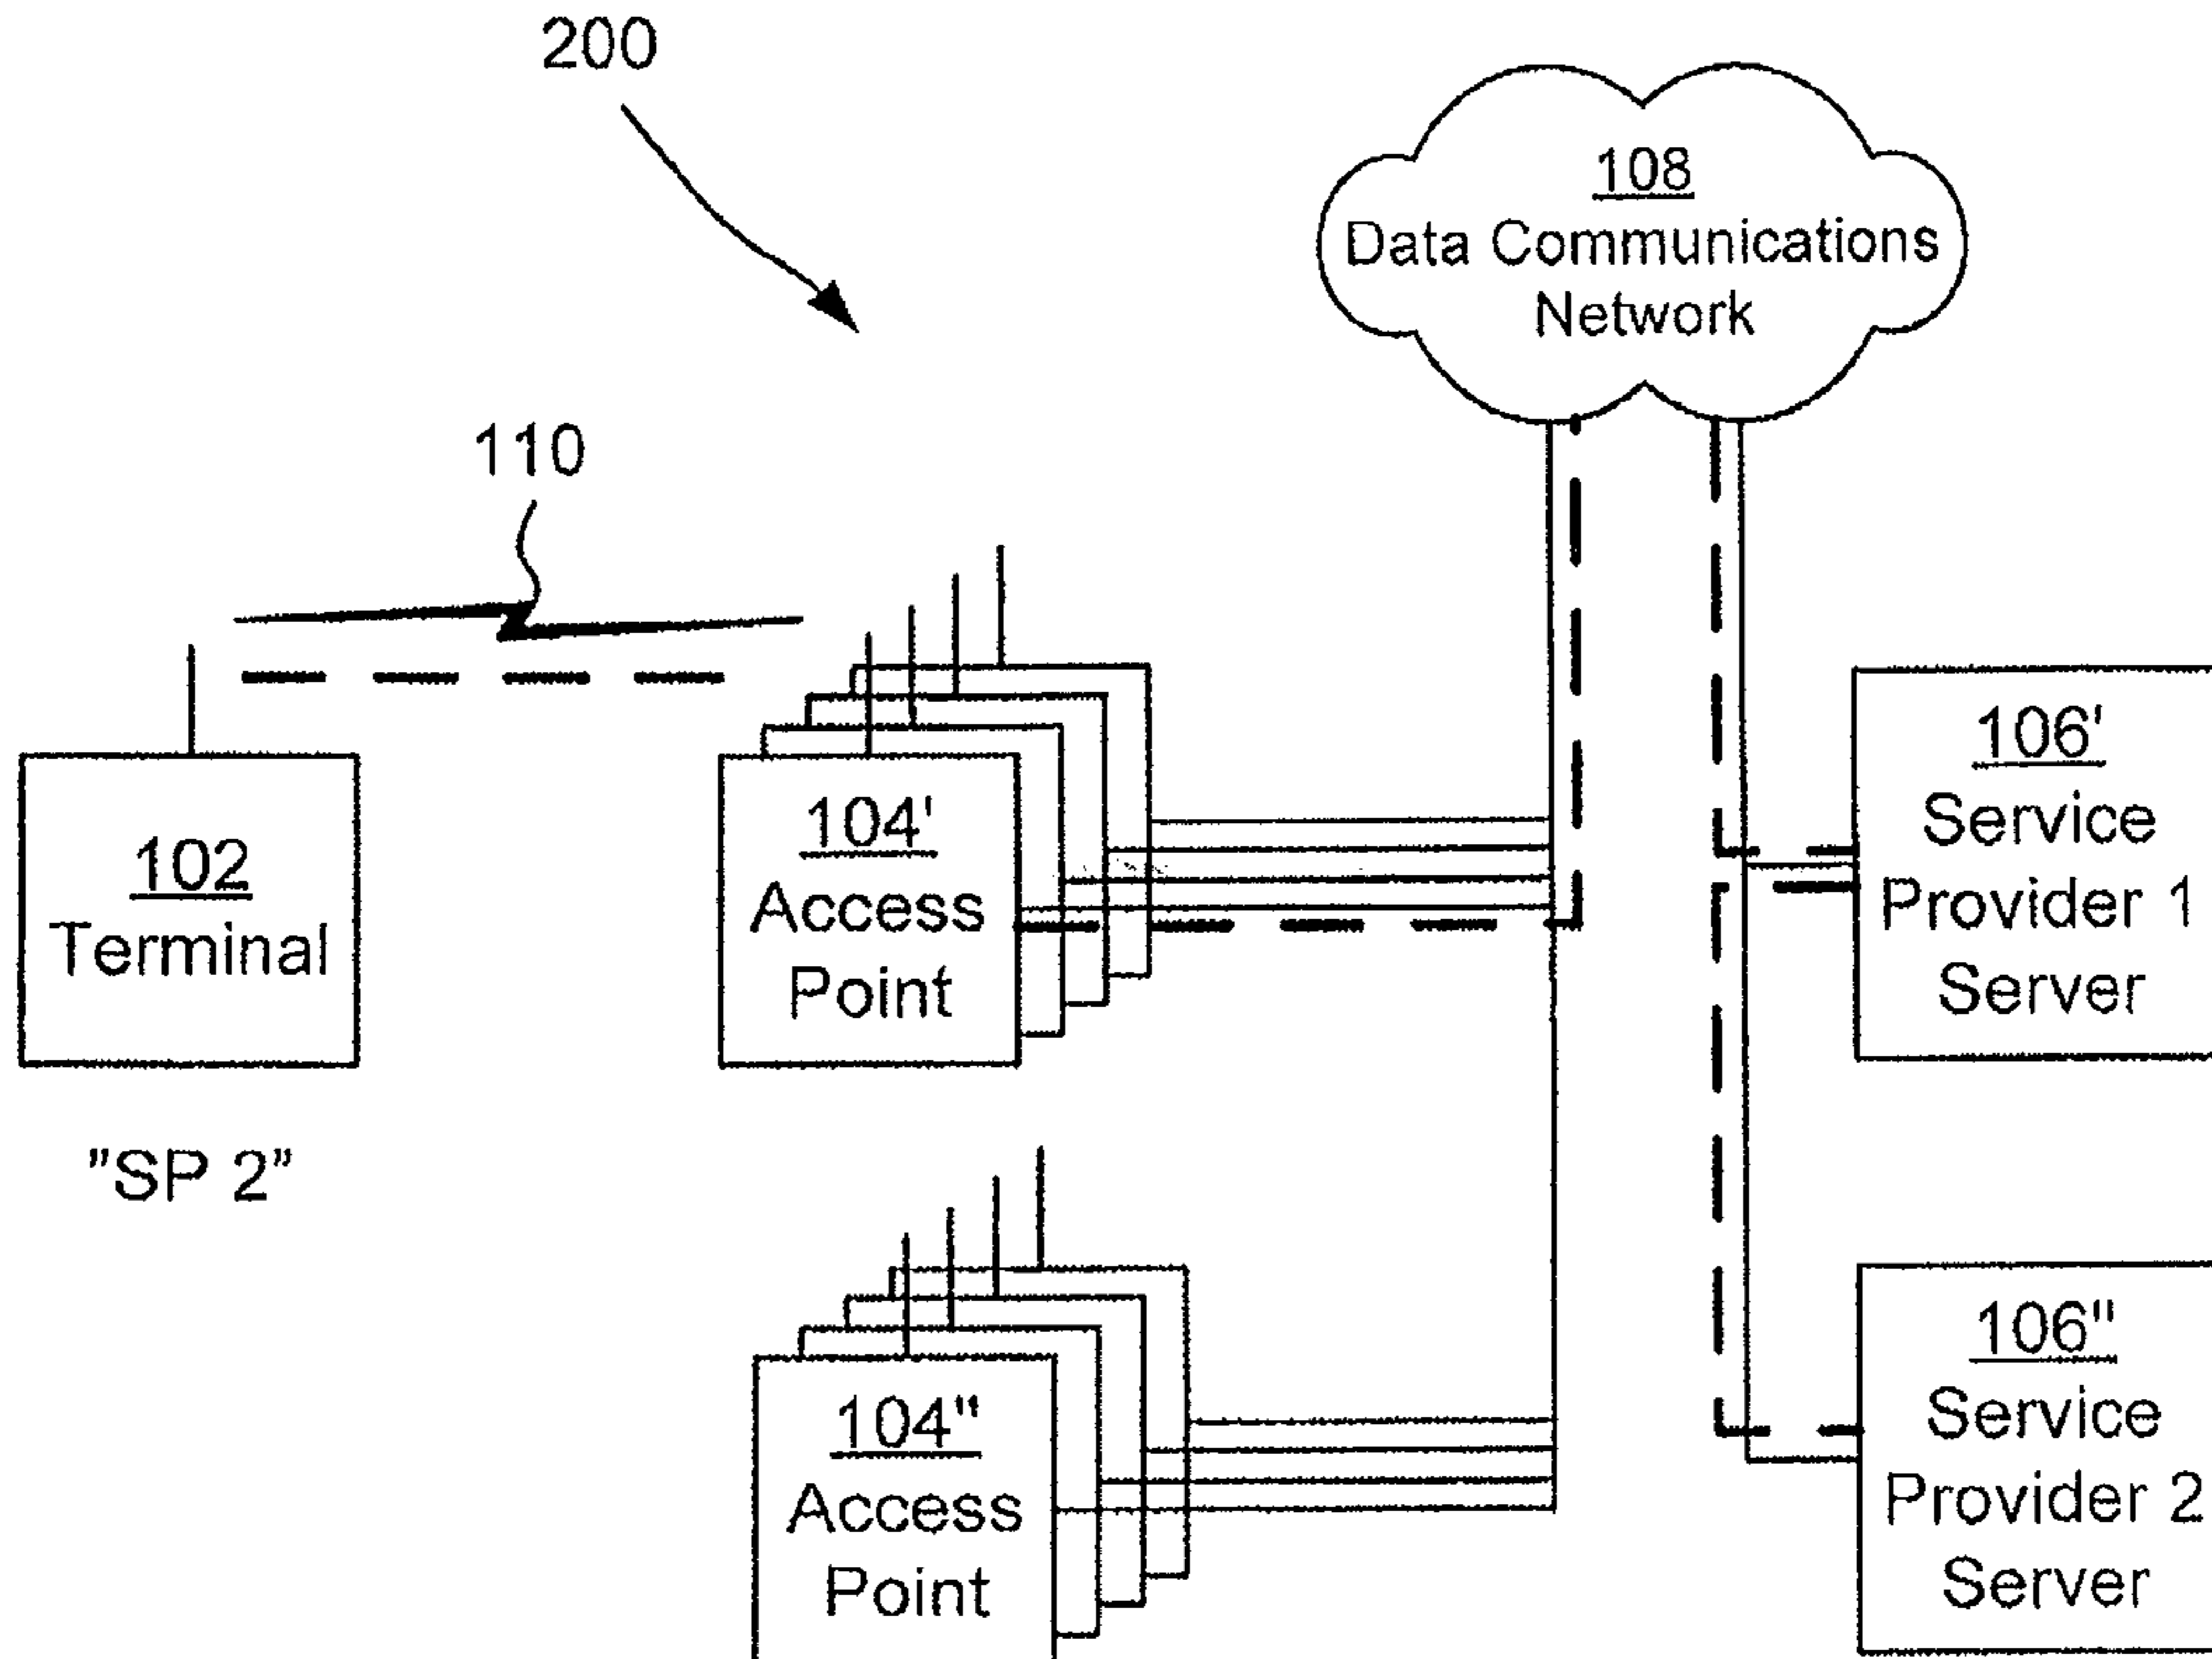 200
108
Data Communications
Network
110
102
Terminal
"SP 2"
104'
Access
Point
106'
Service
Provider 1
Server
104"
Access
Point
106"
Service
Provider 2
Server